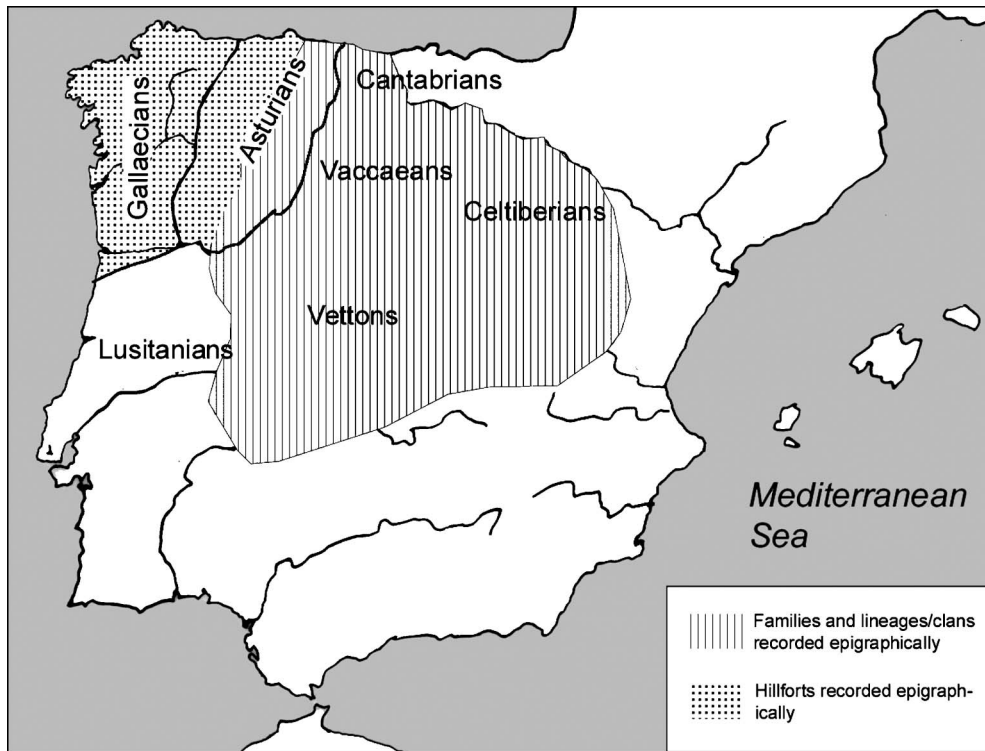 Cantabrians
Asturians
Gallaecians
Vaccaeans
Celtiberians
Vettons
Lusitanians
Mediterranean
Sea
Families and lineages/clans
recorded epigraphically
Hillforts recorded epigraph-
ically